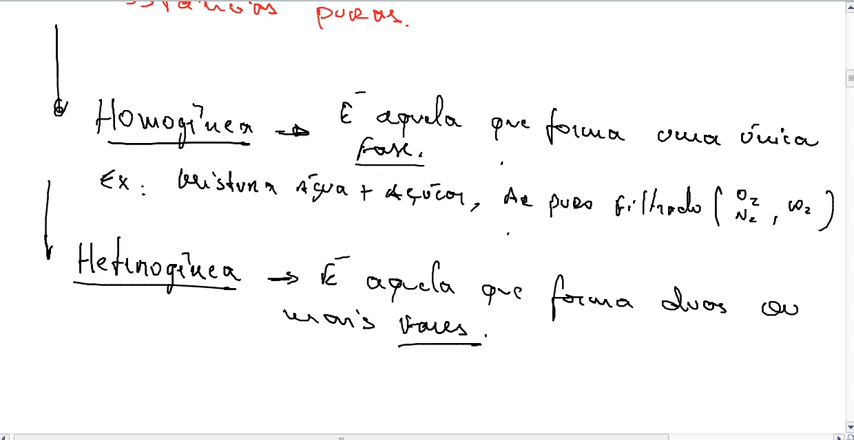 puras.
Homogênea → É aquela que forma uma única
fase.
Ex: Mistura Água + Açúcar, Ar puro filtrado (O2 N2, CO2)
Heterogênea → É aquela que forma duas ou
mais fases.